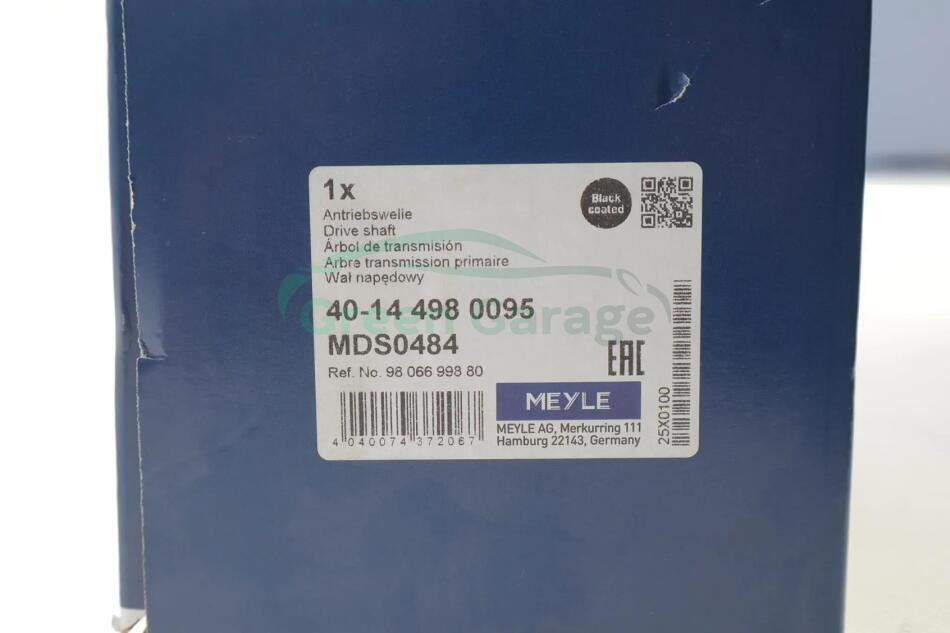 1x
Black
coated
Antriebswelle
Drive shaft
Árbol de transmisión
Arbre transmission primaire
Wał napędowy
40-14 498 0095
Green Garage
MDS0484
EAC
Ref. No. 98 066 998 80
MEYLE
MEYLE AG, Merkurring 111
Hamburg 22143, Germany
4 040074 372067
25X0100